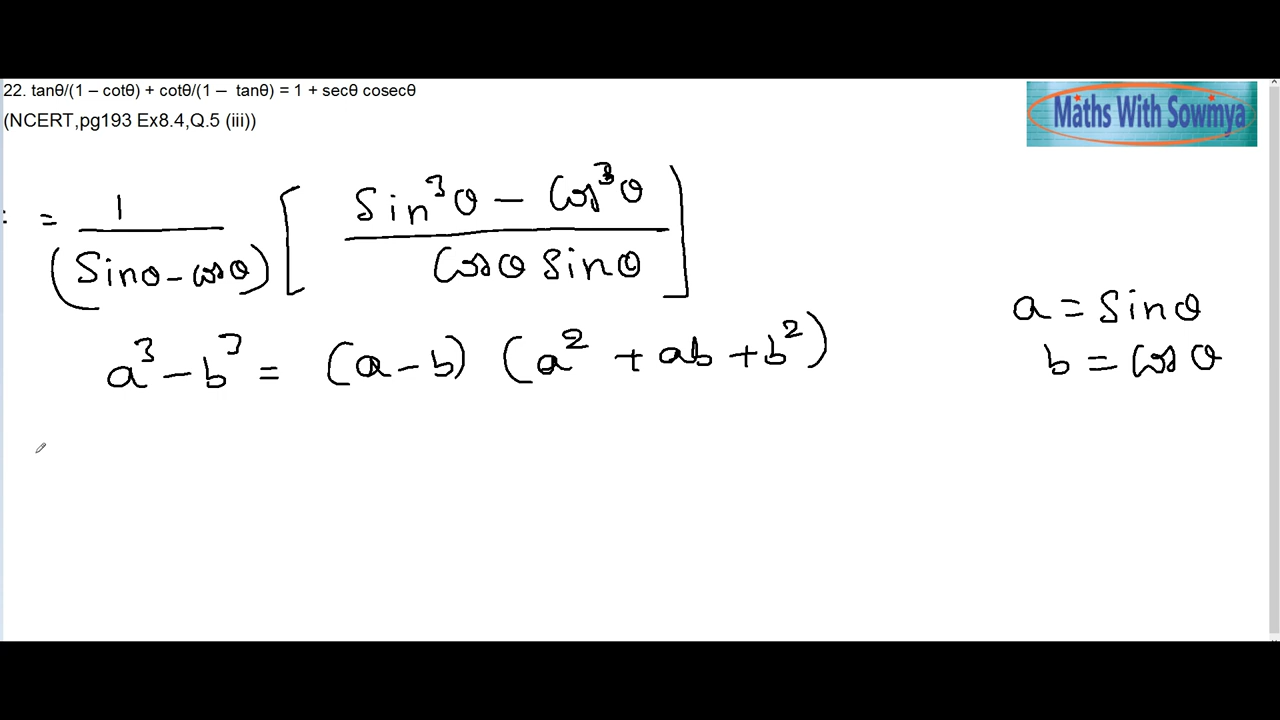 22. tanθ/(1 – cotθ) + cotθ/(1 – tanθ) = 1 + secθ cosecθ
Maths With Sowmya
(NCERT,pg193 Ex8.4,Q.5 (iii))
= 1/(Sinθ - cosθ) [ (Sin³θ - Cos³θ)/(Cosθ Sinθ) ]
a = Sinθ
a³ - b³ = (a - b) (a² + ab + b²)
b = Cosθ